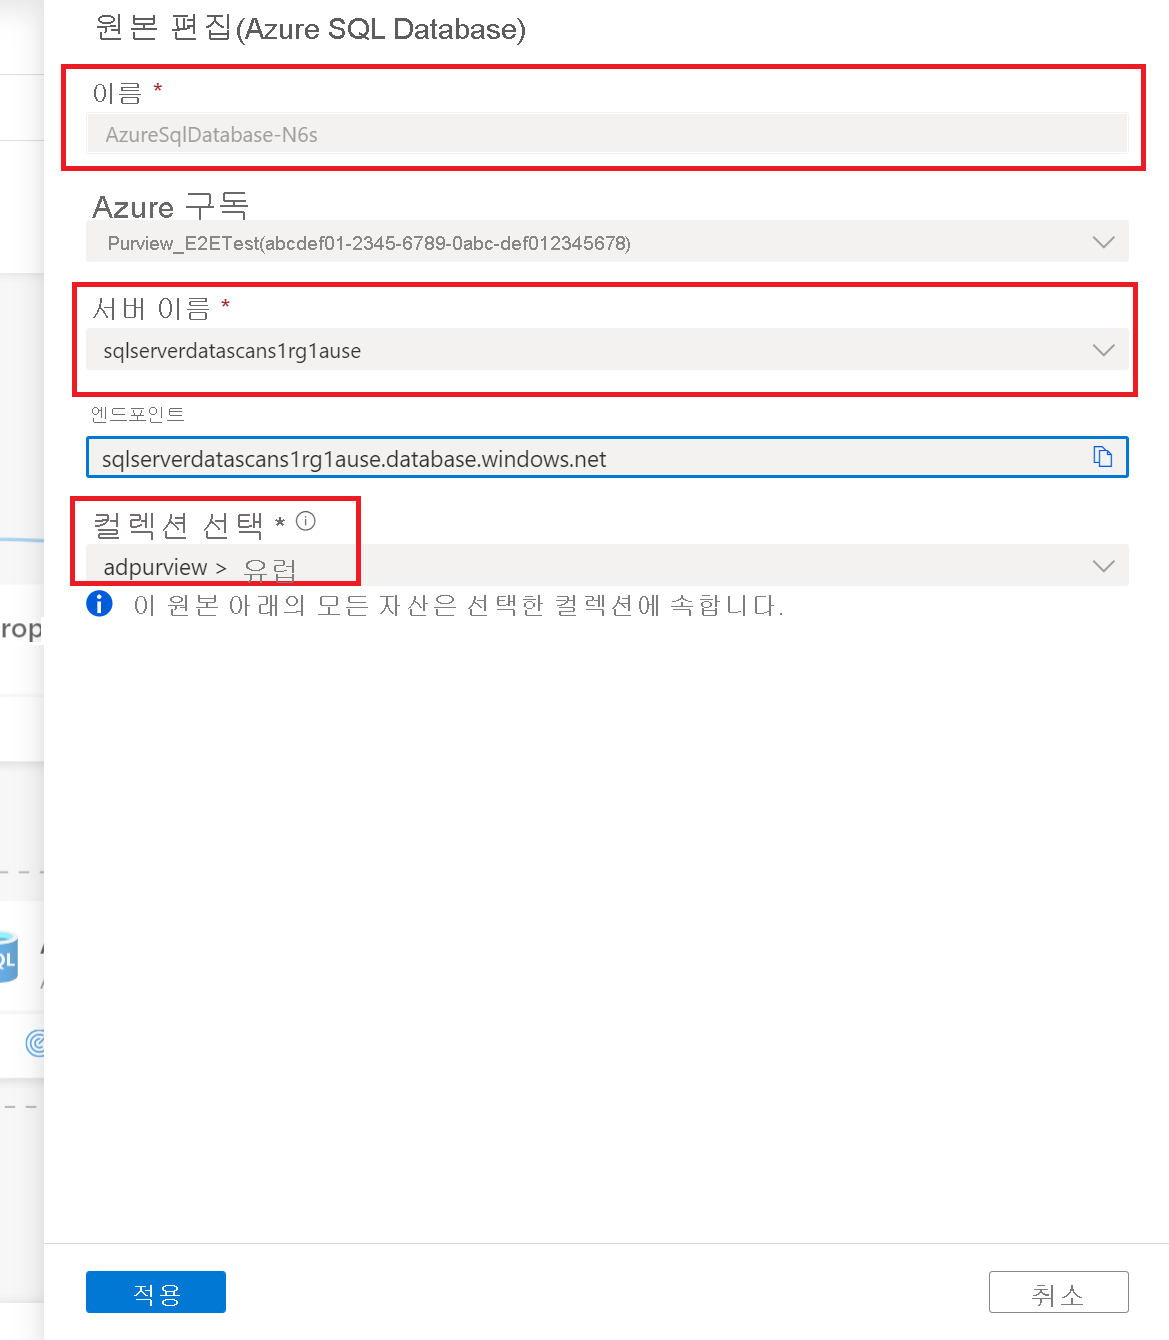 원본 편집(Azure SQL Database)
이름 *
AzureSqlDatabase-N6s
Azure 구독
Purview_E2ETest(abcdef01-2345-6789-0abc-def012345678)
서버 이름 *
sqlserverdatascans1rg1ause
엔드포인트
sqlserverdatascans1rg1ause.database.windows.net
컬렉션 선택 *
adpurview > 유럽
이 원본 아래의 모든 자산은 선택한 컬렉션에 속합니다.
rop
QL
적용
취소